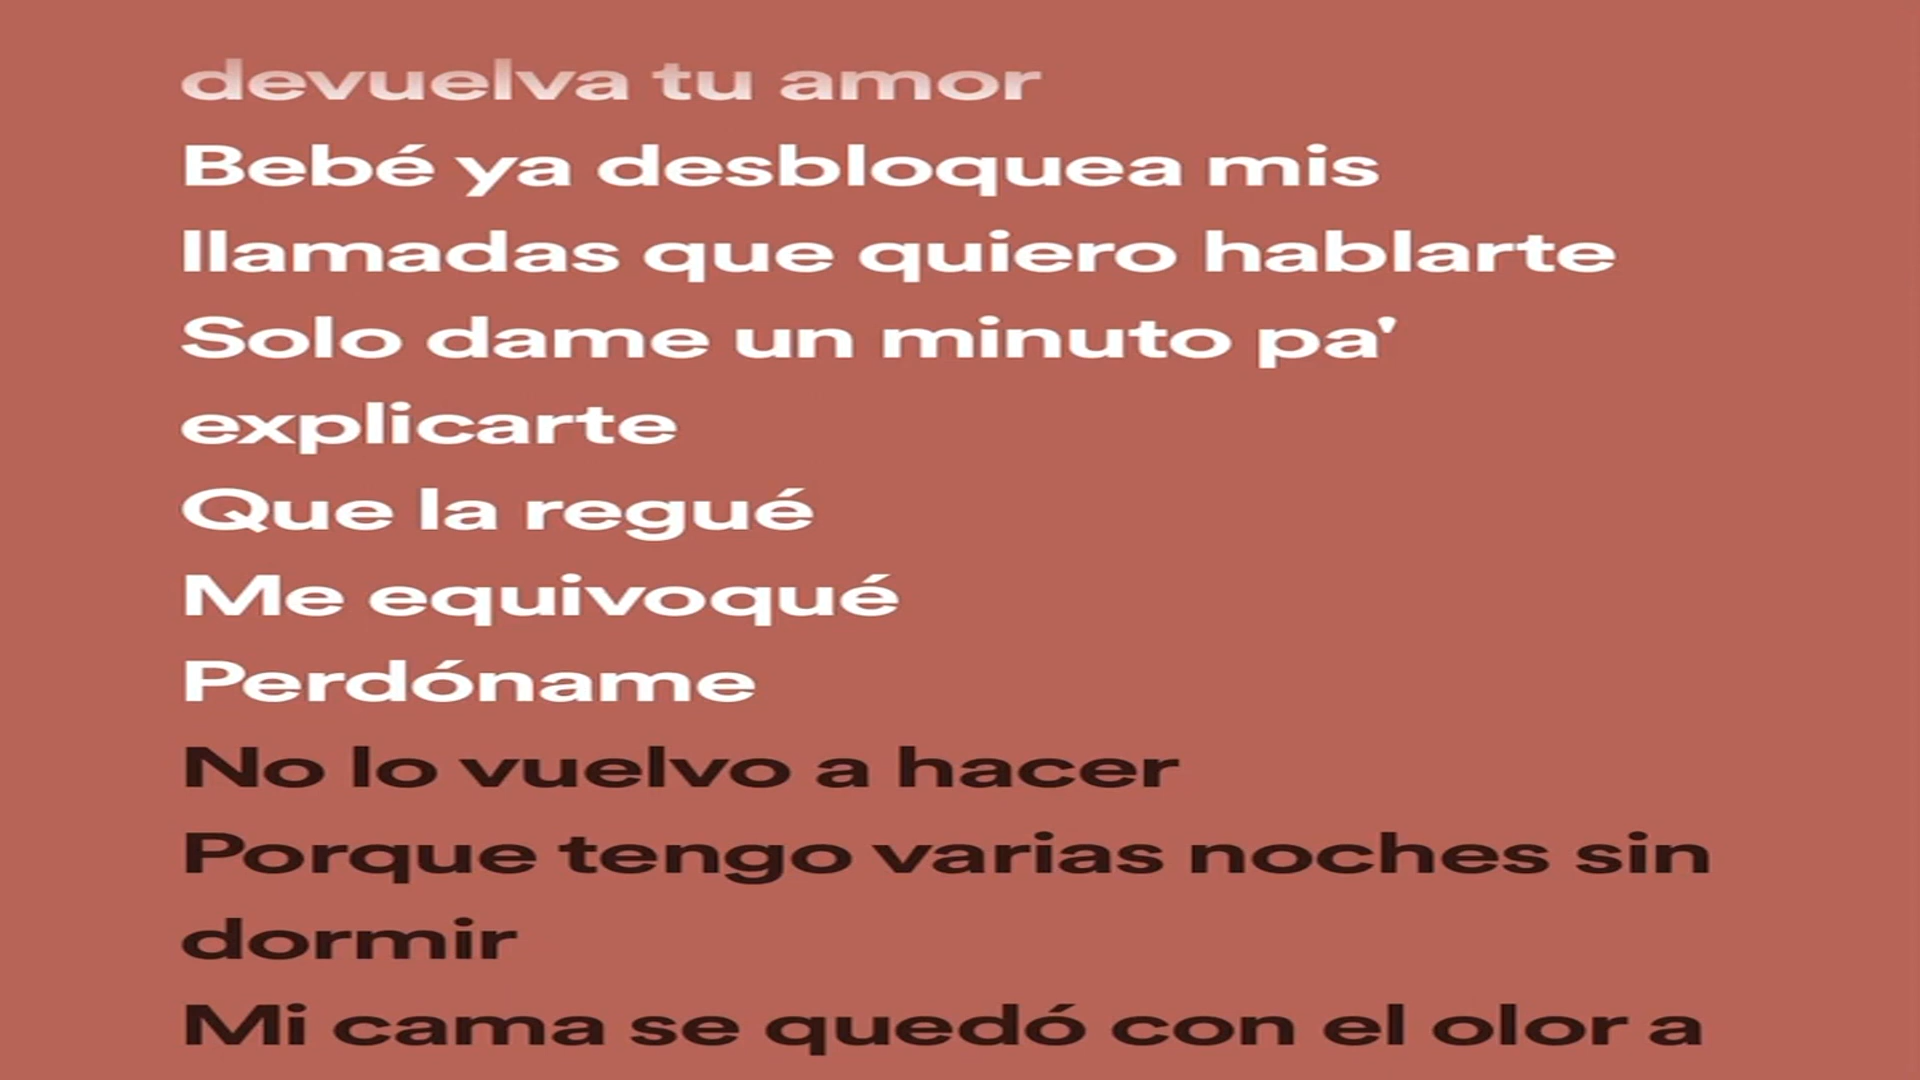 devuelva tu amor
Bebé ya desbloquea mis
llamadas que quiero hablarte
Solo dame un minuto pa'
explicarte
Que la regué
Me equivoqué
Perdóname
No lo vuelvo a hacer
Porque tengo varias noches sin
dormir
Mi cama se quedó con el olor a